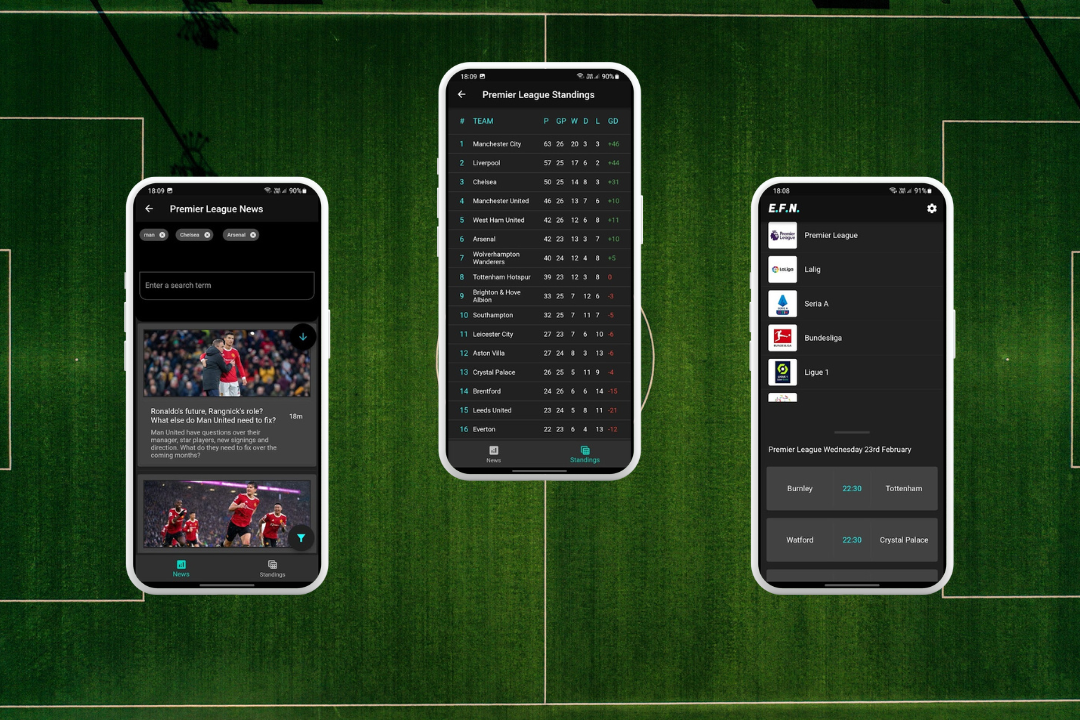 18:09
90%
Premier League News
man
Chelsea
Arsenal
Enter a search term
Ronaldo's future, Rangnick's role?
What else do Man United need to fix?
18m
Man United have questions over their
manager, star players, new signings and
direction. What do they need to fix over the
coming months?
News
Standings
18:09
90%
Premier League Standings
# TEAM P GP W D L GD
1 Manchester City 63 26 20 3 3 +46
2 Liverpool 57 25 17 6 2 +44
3 Chelsea 50 25 14 8 3 +31
4 Manchester United 46 26 13 7 6 +10
5 West Ham United 42 26 12 6 8 +11
6 Arsenal 42 23 13 3 7 +10
7 Wolverhampton
Wanderers 40 24 12 4 8 +5
8 Tottenham Hotspur 39 23 12 3 8 0
9 Brighton & Hove
Albion 33 25 7 12 6 -3
10 Southampton 32 25 7 11 7 -5
11 Leicester City 27 23 7 6 10 -6
12 Aston Villa 27 24 8 3 13 -6
13 Crystal Palace 26 25 5 11 9 -4
14 Brentford 24 26 6 6 14 -15
15 Leeds United 23 24 5 8 11 -21
16 Everton 22 23 6 4 13 -12
News
Standings
18:08
91%
E.F.N.
Premier League
Premier
League
Lalig
LaLiga
Seria A
SERIE A
Bundesliga
BUNDESLIGA
Ligue 1
Premier League Wednesday 23rd February
Burnley 22:30 Tottenham
Watford 22:30 Crystal Palace